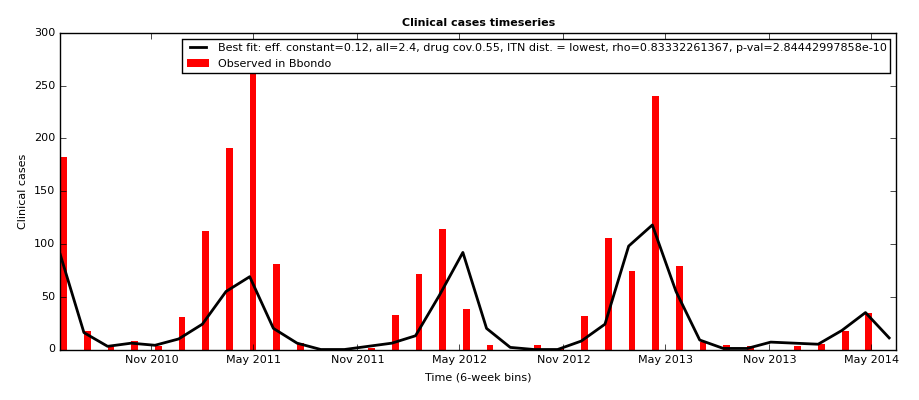 Clinical cases timeseries
Best fit: eff. constant=0.12, all=2.4, drug cov.0.55, ITN dist. = lowest, rho=0.83332261367, p-val=2.84442997858e-10
Observed in Bbondo
Clinical cases
300
250
200
150
100
50
0
Nov 2010 May 2011 Nov 2011 May 2012 Nov 2012 May 2013 Nov 2013 May 2014
Time (6-week bins)